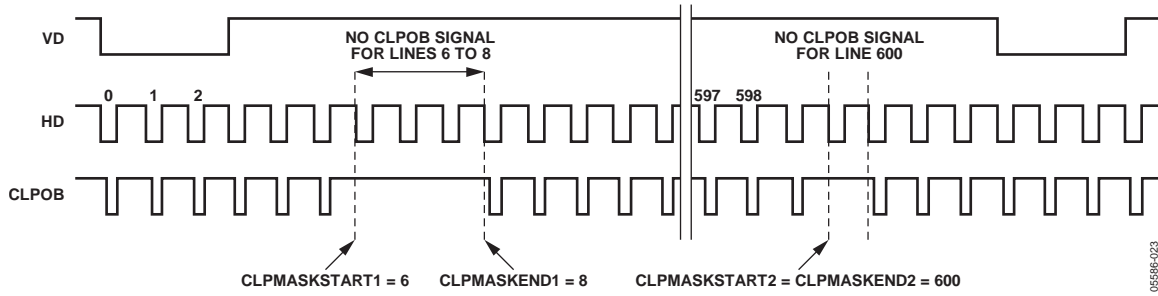 VD
NO CLPOB SIGNAL
FOR LINES 6 TO 8
NO CLPOB SIGNAL
FOR LINE 600
HD
0 1 2 597 598
CLPOB
CLPMASKSTART1 = 6 CLPMASKEND1 = 8 CLPMASKSTART2 = CLPMASKEND2 = 600
05586-023